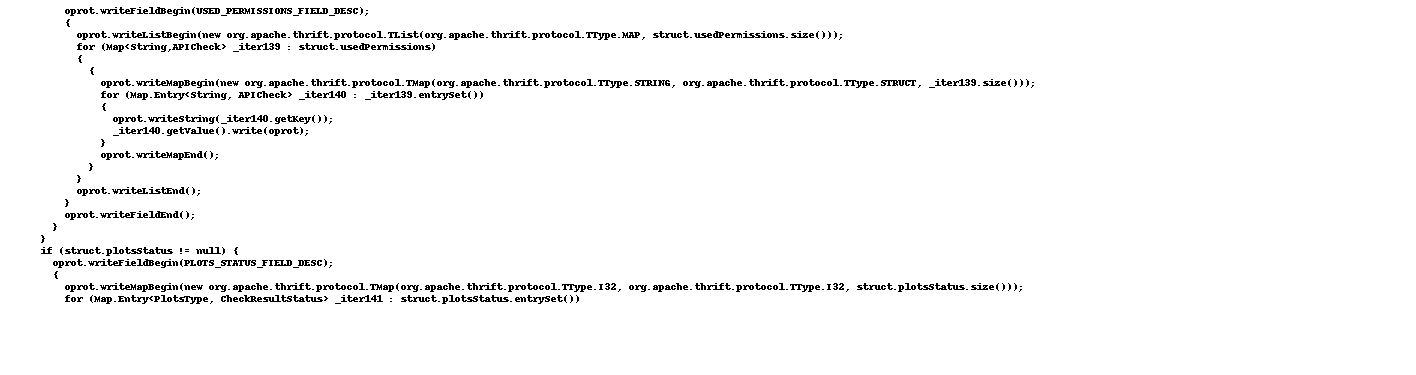 oprot.writeFieldBegin(USED_PERMISSIONS_FIELD_DESC);
{
oprot.writeListBegin(new org.apache.thrift.protocol.TList(org.apache.thrift.protocol.TType.MAP, struct.usedPermissions.size()));
for (Map<String,APICheck> _iter139 : struct.usedPermissions)
{
{
oprot.writeMapBegin(new org.apache.thrift.protocol.TMap(org.apache.thrift.protocol.TType.STRING, org.apache.thrift.protocol.TType.STRUCT, _iter139.size()));
for (Map.Entry<String, APICheck> _iter140 : _iter139.entrySet())
{
oprot.writeString(_iter140.getKey());
_iter140.getValue().write(oprot);
}
oprot.writeMapEnd();
}
}
oprot.writeListEnd();
}
oprot.writeFieldEnd();
}
}
if (struct.plotsStatus != null) {
oprot.writeFieldBegin(PLOTS_STATUS_FIELD_DESC);
{
oprot.writeMapBegin(new org.apache.thrift.protocol.TMap(org.apache.thrift.protocol.TType.I32, org.apache.thrift.protocol.TType.I32, struct.plotsStatus.size()));
for (Map.Entry<PlotsType, CheckResultStatus> _iter141 : struct.plotsStatus.entrySet())